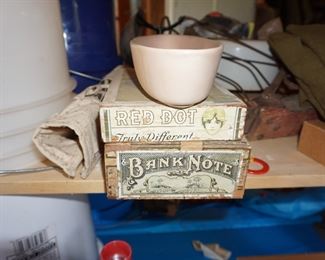 RED DOT
Truly Different
BANK NOTE